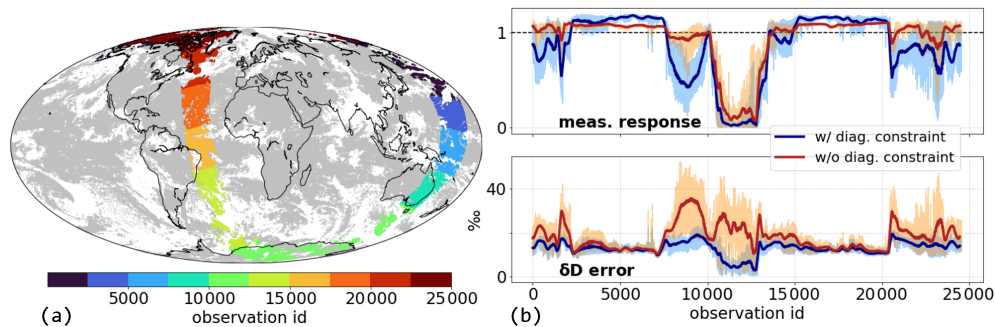 5000 10000 15000 20000 25000
(a) observation id
1
0
meas. response
w/ diag. constraint
w/o diag. constraint
‰
40
20
0
δD error
0 5000 10000 15000 20000 25000
(b) observation id